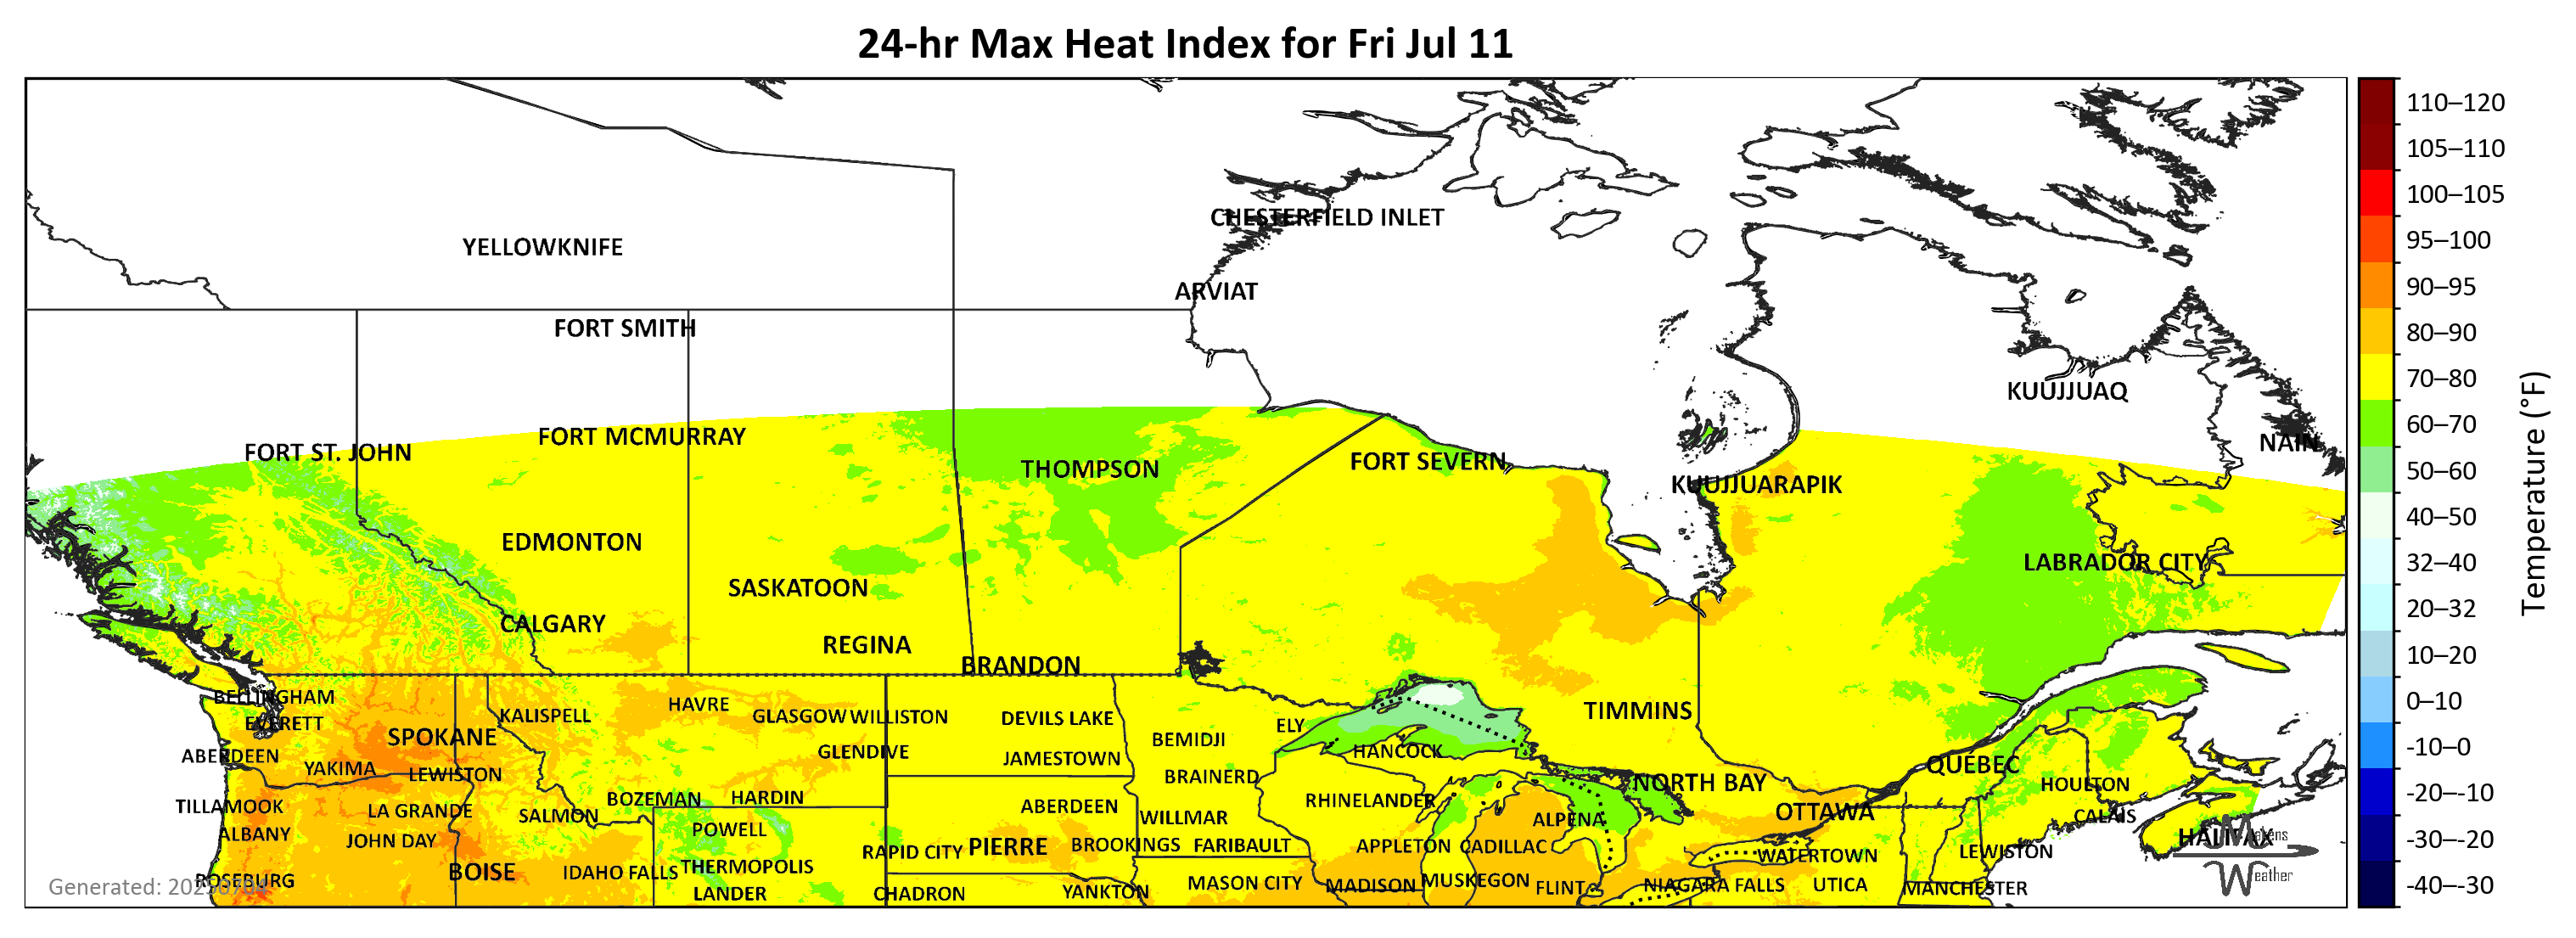 24-hr Max Heat Index for Fri Jul 11
CHESTERFIELD INLET
YELLOWKNIFE
ARVIAT
FORT SMITH
KUUJJUAQ
FORT MCMURRAY
NAIN
FORT ST. JOHN
FORT SEVERN
THOMPSON
KUUJJUARAPIK
EDMONTON
LABRADOR CITY
SASKATOON
CALGARY
REGINA
BRANDON
BELLINGHAM
HAVRE
KALISPELL
GLASGOW
WILLISTON
DEVILS LAKE
TIMMINS
EVERETT
ELY
SPOKANE
BEMIDJI
HANCOCK
GLENDIVE
ABERDEEN
JAMESTOWN
QUÉBEC
YAKIMA
LEWISTON
BRAINERD
NORTH BAY
HOULTON
BOZEMAN
HARDIN
RHINELANDER
TILLAMOOK
LA GRANDE
ABERDEEN
SALMON
WILLMAR
OTTAWA
CALAIS
ALPENA
POWELL
ALBANY
JOHN DAY
HALIFAX
PIERRE
BROOKINGS
FARIBAULT
APPLETON
CADILLAC
RAPID CITY
LEWISTON
WATERTOWN
THERMOPOLIS
BOISE
IDAHO FALLS
ROSEBURG
MUSKEGON
MASON CITY
MADISON
FLINT
NIAGARA FALLS
UTICA
MANCHESTER
LANDER
CHADRON
YANKTON
Weather
110–120
105–110
100–105
95–100
90–95
80–90
70–80
60–70
50–60
40–50
32–40
20–32
10–20
0–10
-10–0
-20–-10
-30–-20
-40–-30
Temperature (°F)